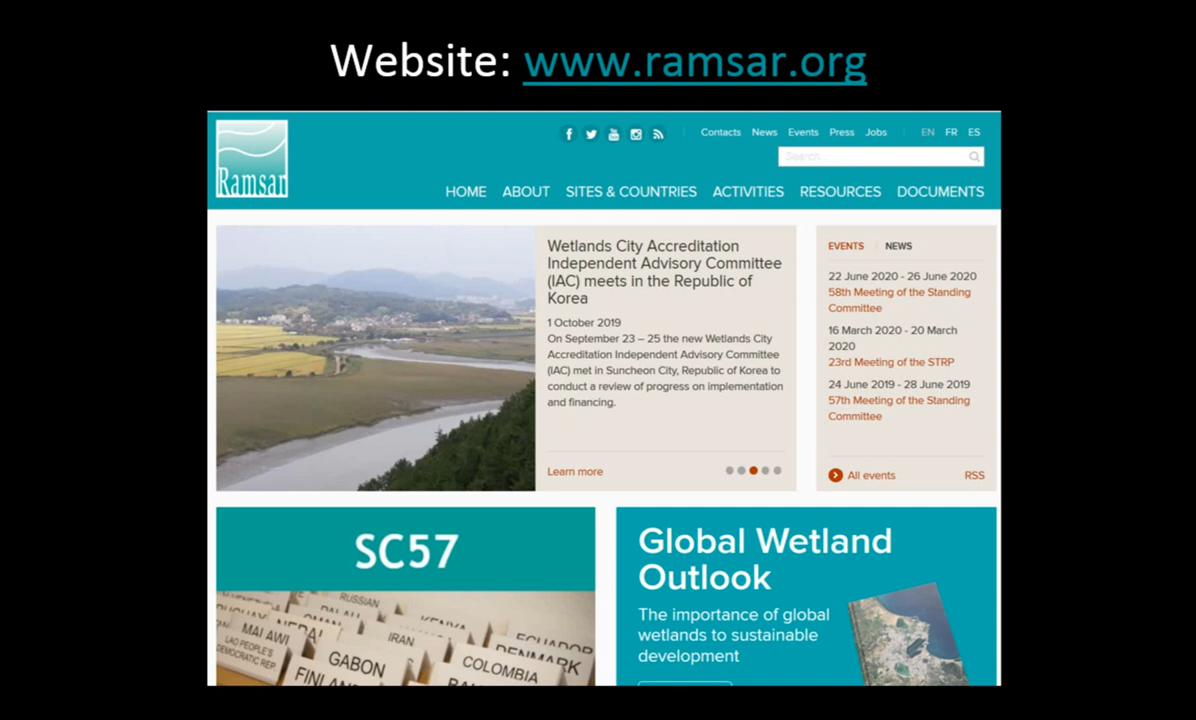 Website: www.ramsar.org
Ramsar
Contacts News Events Press Jobs EN FR ES
Search...
HOME ABOUT SITES & COUNTRIES ACTIVITIES RESOURCES DOCUMENTS
Wetlands City Accreditation
Independent Advisory Committee
(IAC) meets in the Republic of
Korea
1 October 2019
On September 23 – 25 the new Wetlands City
Accreditation Independent Advisory Committee
(IAC) met in Suncheon City, Republic of Korea to
conduct a review of progress on implementation
and financing.
Learn more
EVENTS NEWS
22 June 2020 - 26 June 2020
58th Meeting of the Standing
Committee
16 March 2020 - 20 March
2020
23rd Meeting of the STRP
24 June 2019 - 28 June 2019
57th Meeting of the Standing
Committee
All events RSS
SC57
RUSSIAN
PALAU
OMAN
KENYA
ECUADOR
MALAWI
IRAN
DENMARK
LAO PEOPLE'S
DEMOCRATIC REP
GABON
COLOMBIA
Global Wetland
Outlook
The importance of global
wetlands to sustainable
development